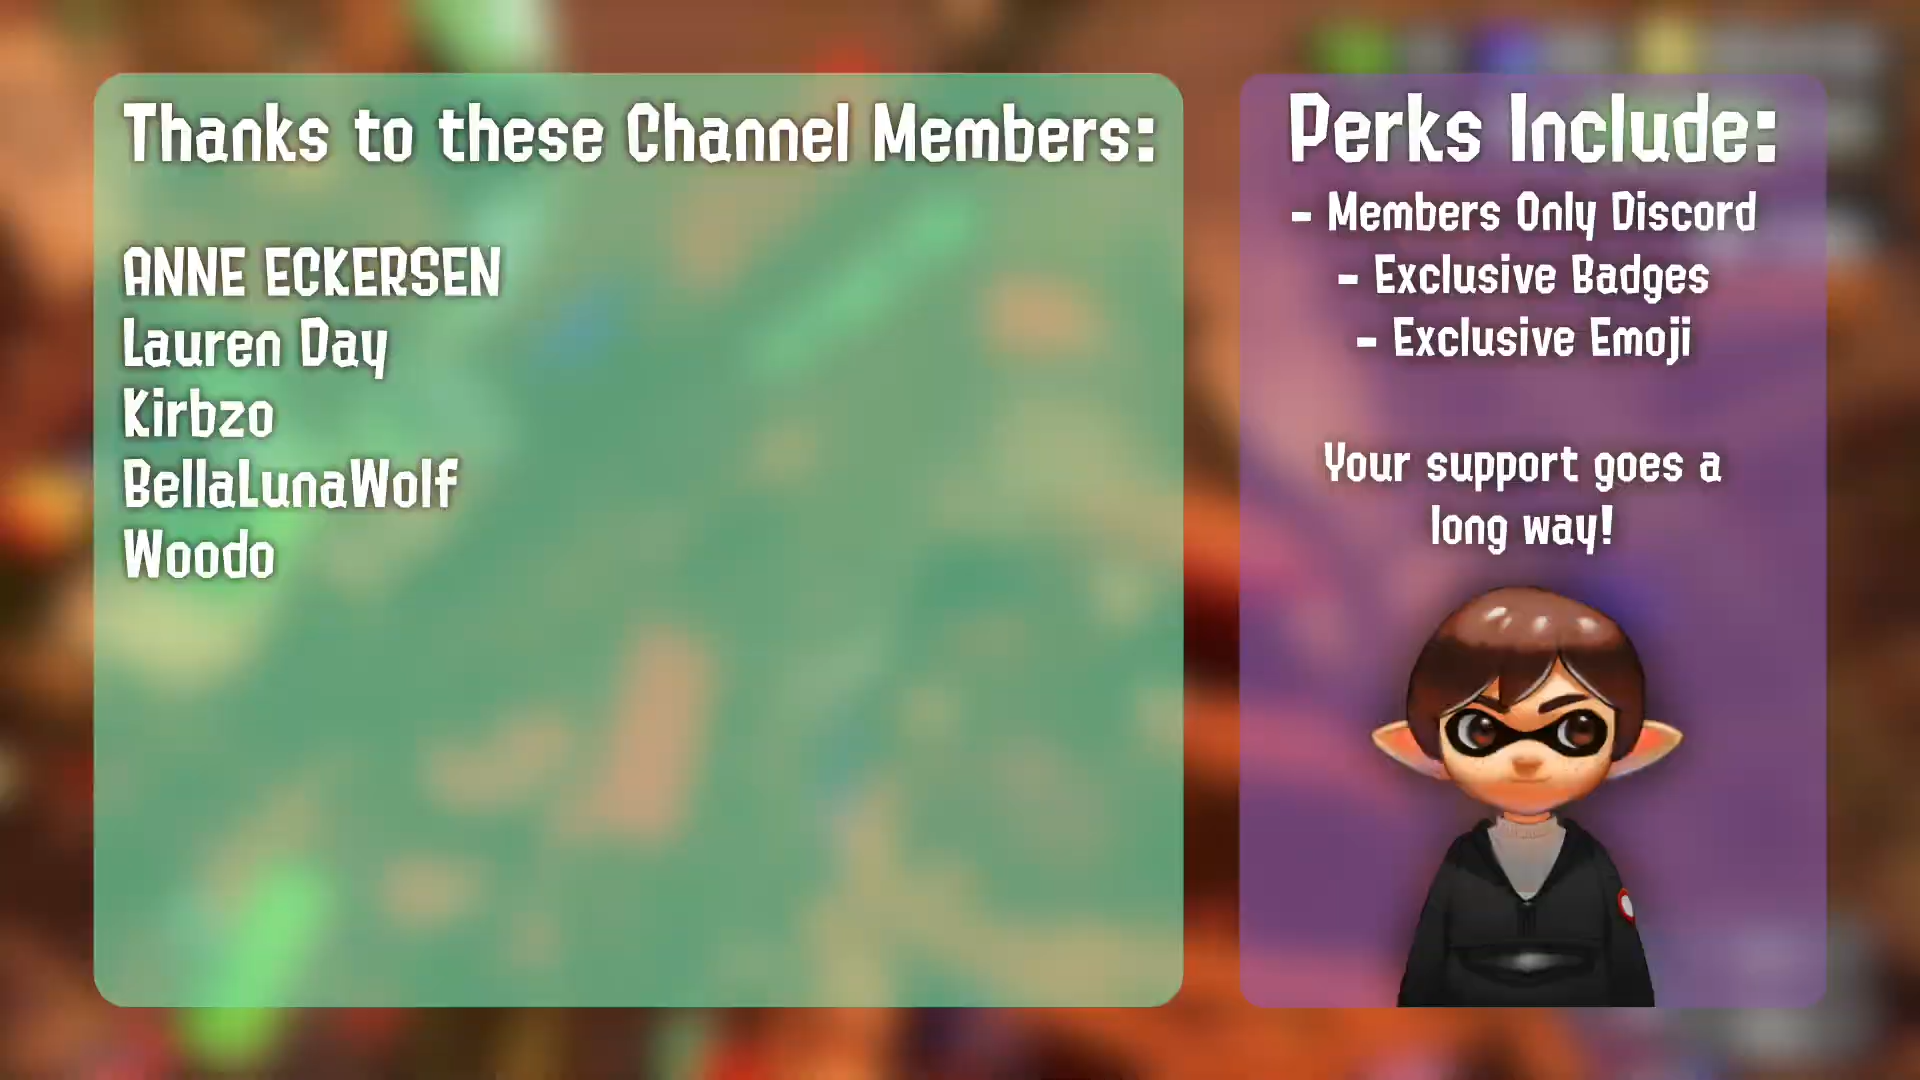 Thanks to these Channel Members:
ANNE ECKERSEN
Lauren Day
Kirbzo
BellaLunaWolf
Woodo
Perks Include:
- Members Only Discord
- Exclusive Badges
- Exclusive Emoji
Your support goes a
long way!